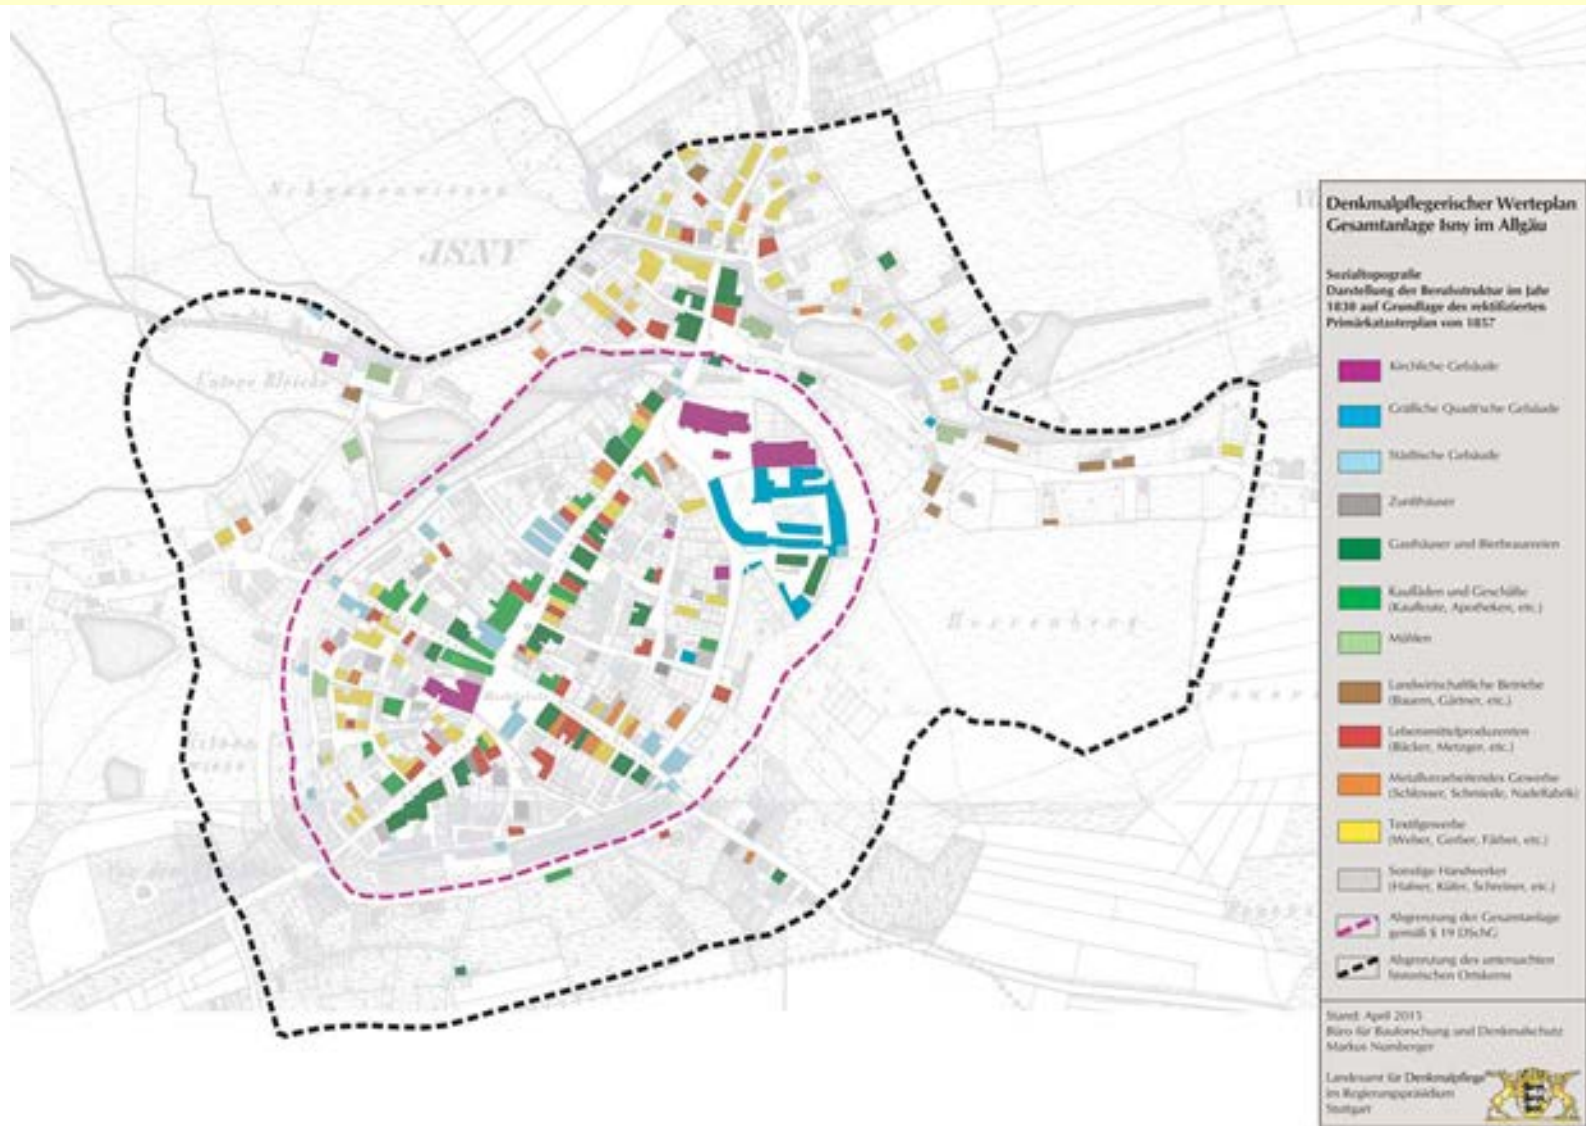 Schwanenwiesen
ISNY
Untere Bleiche
Herrenberg
Denkmalpflegerischer Werteplan
Gesamtanlage Isny im Allgäu
Sozialtopografie
Darstellung der Berufsstruktur im Jahr
1830 auf Grundlage des rektifizierten
Primärkatasterplan von 1857
Kirchliche Gebäude
Gräfliche Quadt'sche Gebäude
Städtische Gebäude
Zunfthäuser
Gasthäuser und Bierbrauereien
Kaufläden und Geschäfte
(Kaufleute, Apotheken, etc.)
Mühlen
Landwirtschaftliche Betriebe
(Bauern, Gärtner, etc.)
Lebensmittelproduzenten
(Bäcker, Metzger, etc.)
Metallverarbeitendes Gewerbe
(Schlosser, Schmiede, Nadelfabrik)
Textilgewerbe
(Weber, Gerber, Färber, etc.)
Sonstige Handwerker
(Hafner, Küfer, Schreiner, etc.)
Abgrenzung der Gesamtanlage
gemäß § 19 DSchG
Abgrenzung des untersuchten
historischen Ortskerns
Stand: April 2015
Büro für Bauforschung und Denkmalschutz
Markus Numberger
Landesamt für Denkmalpflege
im Regierungspräsidium
Stuttgart